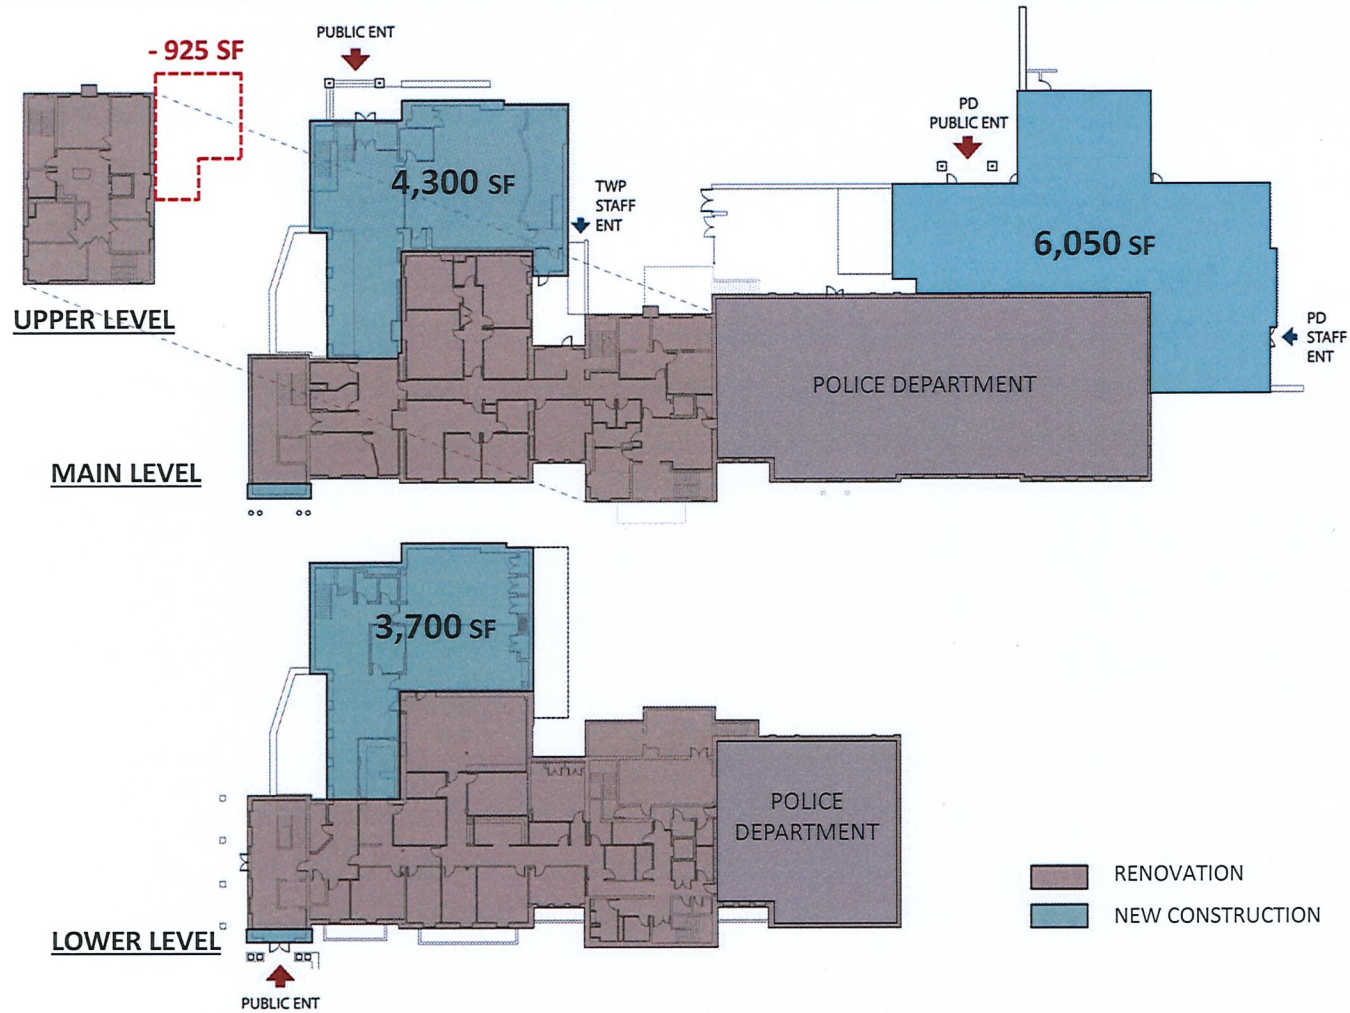 - 925 SF
PUBLIC ENT
4,300 SF
TWP
STAFF
ENT
PD
PUBLIC ENT
6,050 SF
PD
STAFF
ENT
UPPER LEVEL
POLICE DEPARTMENT
MAIN LEVEL
3,700 SF
POLICE
DEPARTMENT
RENOVATION
NEW CONSTRUCTION
LOWER LEVEL
PUBLIC ENT